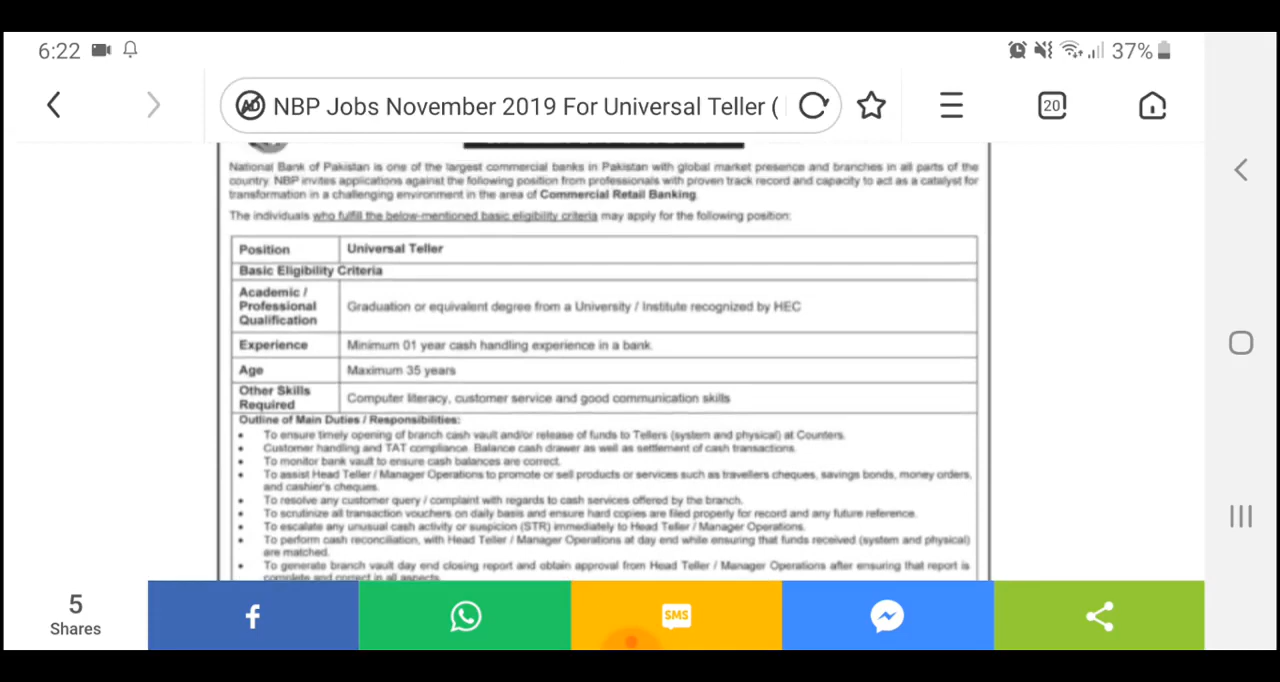 6:22
37%
NBP Jobs November 2019 For Universal Teller (
20
National Bank of Pakistan is one of the largest commercial banks in Pakistan with global market presence and branches in all parts of the
country. NBP invites applications against the following position from professionals with proven track record and capacity to act as a catalyst for
transformation in a challenging environment in the area of Commercial Retail Banking.
The individuals who fulfill the below-mentioned basic eligibility criteria may apply for the following position:
Position Universal Teller
Basic Eligibility Criteria
Academic /
Professional Graduation or equivalent degree from a University / Institute recognized by HEC
Qualification
Experience Minimum 01 year cash handling experience in a bank.
Age Maximum 35 years
Other Skills
Required Computer literacy, customer service and good communication skills
Outline of Main Duties / Responsibilities:
• To ensure timely opening of branch cash vault and/or release of funds to Tellers (system and physical) at Counters.
• Customer handling and TAT compliance. Balance cash drawer as well as settlement of cash transactions.
• To monitor bank vault to ensure cash balances are correct.
• To assist Head Teller / Manager Operations to promote or sell products or services such as travellers cheques, savings bonds, money orders,
and cashier's cheques.
• To resolve any customer query / complaint with regards to cash services offered by the branch.
• To scrutinize all transaction vouchers on daily basis and ensure hard copies are filed properly for record and any future reference.
• To escalate any unusual cash activity or suspicion (STR) immediately to Head Teller / Manager Operations.
• To perform cash reconciliation, with Head Teller / Manager Operations at day end while ensuring that funds received (system and physical)
are matched.
• To generate branch vault day end closing report and obtain approval from Head Teller / Manager Operations after ensuring that report is
complete and correct in all aspects.
5
Shares
SMS